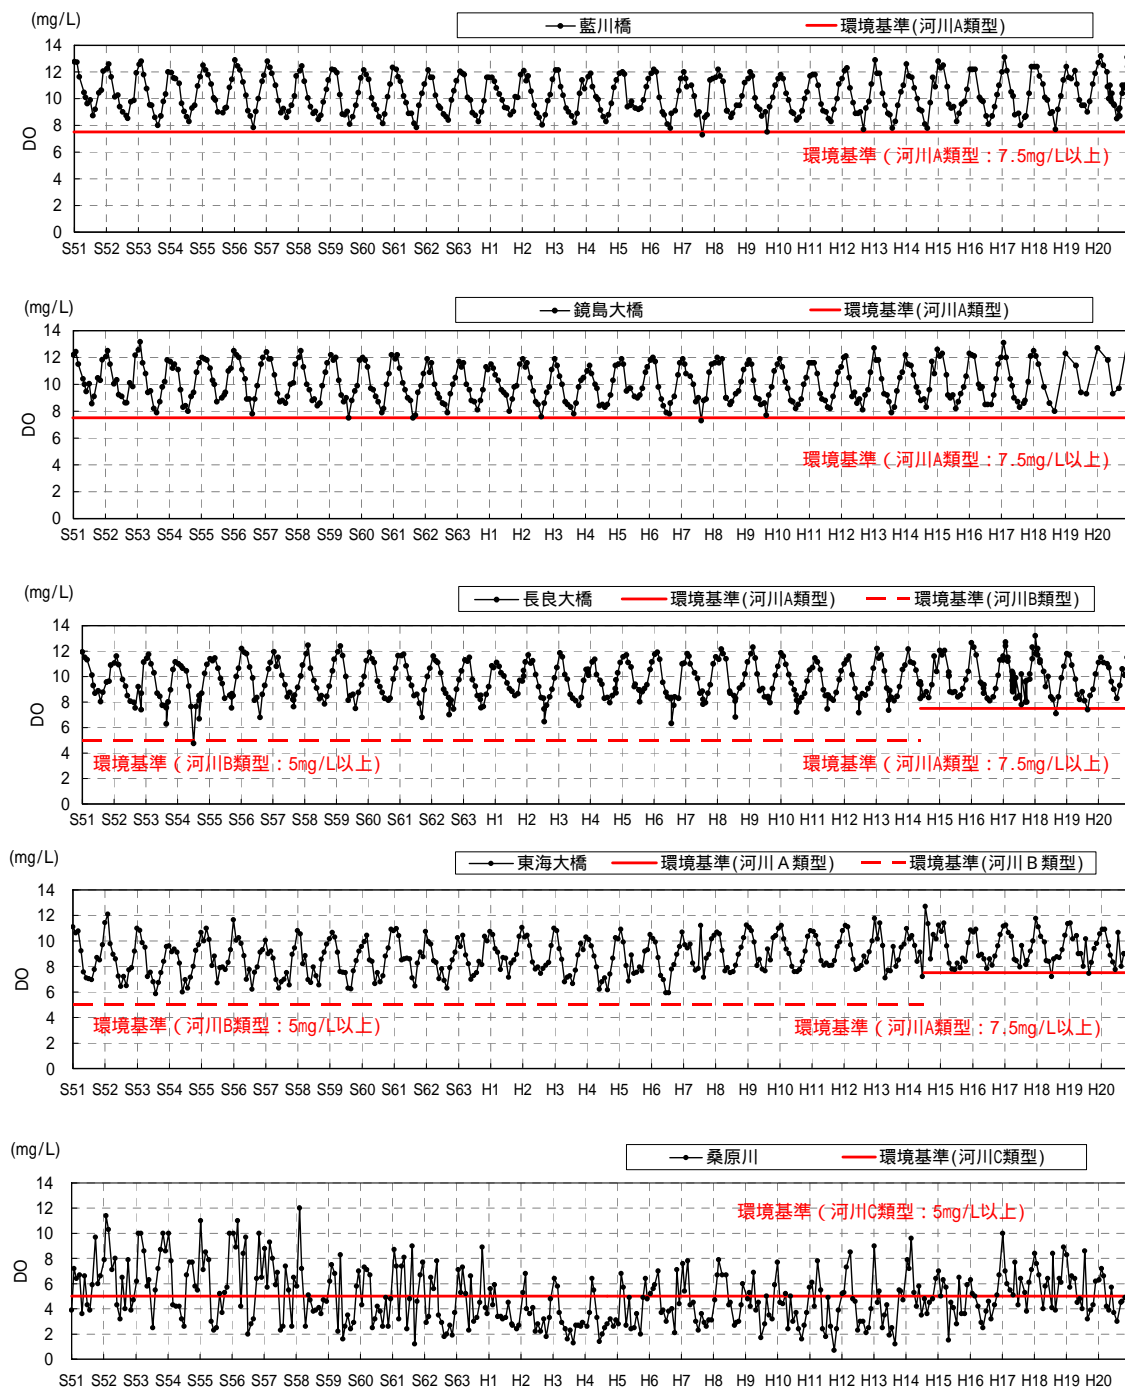 (mg/L)
藍川橋 環境基準(河川A類型)
14
12
10
8
6
4
2
0
DO
環境基準（河川A類型：7.5mg/L以上）
S51 S52 S53 S54 S55 S56 S57 S58 S59 S60 S61 S62 S63 H1 H2 H3 H4 H5 H6 H7 H8 H9 H10 H11 H12 H13 H14 H15 H16 H17 H18 H19 H20
(mg/L)
鏡島大橋 環境基準(河川A類型)
14
12
10
8
6
4
2
0
DO
環境基準（河川A類型：7.5mg/L以上）
S51 S52 S53 S54 S55 S56 S57 S58 S59 S60 S61 S62 S63 H1 H2 H3 H4 H5 H6 H7 H8 H9 H10 H11 H12 H13 H14 H15 H16 H17 H18 H19 H20
(mg/L)
長良大橋 環境基準(河川A類型) 環境基準(河川B類型)
14
12
10
8
6
4
2
0
DO
環境基準（河川B類型：5mg/L以上） 環境基準（河川A類型：7.5mg/L以上）
S51 S52 S53 S54 S55 S56 S57 S58 S59 S60 S61 S62 S63 H1 H2 H3 H4 H5 H6 H7 H8 H9 H10 H11 H12 H13 H14 H15 H16 H17 H18 H19 H20
(mg/L)
東海大橋 環境基準(河川Ａ類型) 環境基準(河川Ｂ類型)
14
12
10
8
6
4
2
0
DO
環境基準（河川B類型：5mg/L以上） 環境基準（河川A類型：7.5mg/L以上）
S51 S52 S53 S54 S55 S56 S57 S58 S59 S60 S61 S62 S63 H1 H2 H3 H4 H5 H6 H7 H8 H9 H10 H11 H12 H13 H14 H15 H16 H17 H18 H19 H20
(mg/L)
桑原川 環境基準(河川C類型)
14
12
10
8
6
4
2
0
DO
環境基準（河川C類型：5mg/L以上）
S51 S52 S53 S54 S55 S56 S57 S58 S59 S60 S61 S62 S63 H1 H2 H3 H4 H5 H6 H7 H8 H9 H10 H11 H12 H13 H14 H15 H16 H17 H18 H19 H20